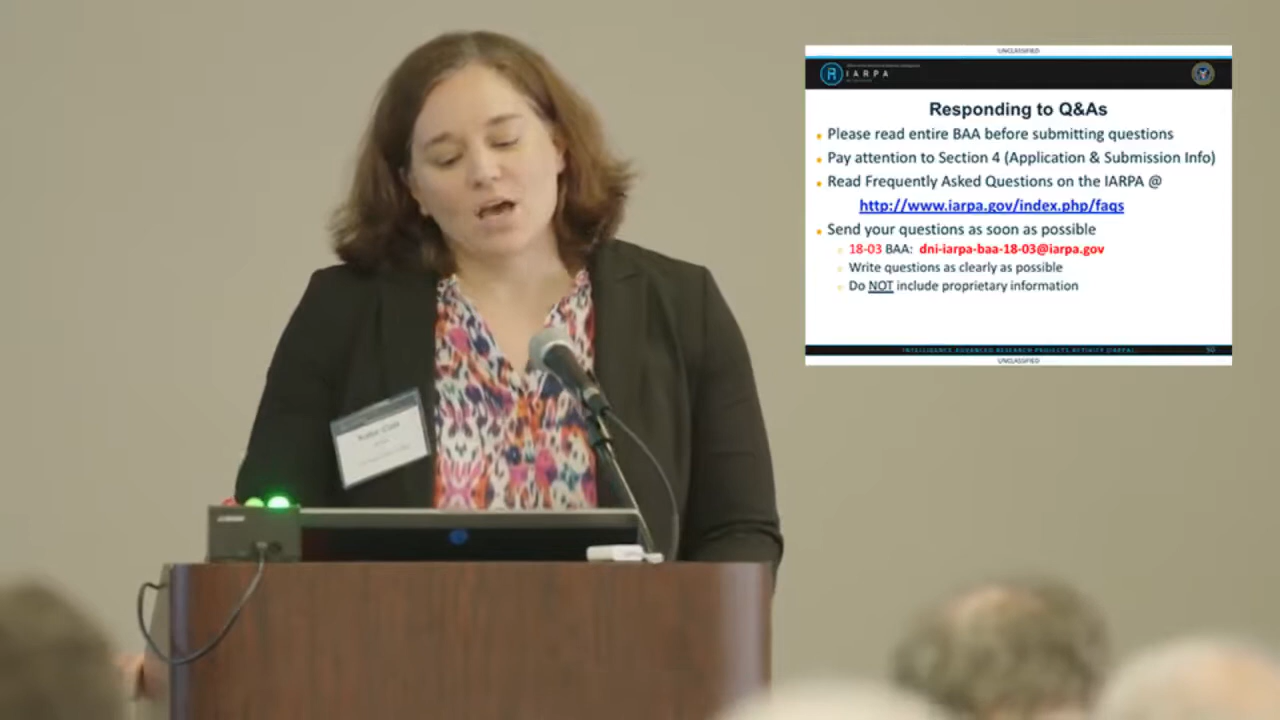 UNCLASSIFIED
IARPA
Responding to Q&As
Please read entire BAA before submitting questions
Pay attention to Section 4 (Application & Submission Info)
Read Frequently Asked Questions on the IARPA @
http://www.iarpa.gov/index.php/faqs
Send your questions as soon as possible
18-03 BAA: dni-iarpa-baa-18-03@iarpa.gov
Write questions as clearly as possible
Do NOT include proprietary information
INTELLIGENCE ADVANCED RESEARCH PROJECTS ACTIVITY (IARPA)
UNCLASSIFIED